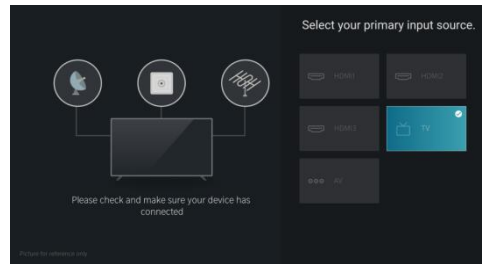 Select your primary input source.
HDMI1
HDMI2
HDMI3
TV
AV
Please check and make sure your device has
connected
Picture for reference only